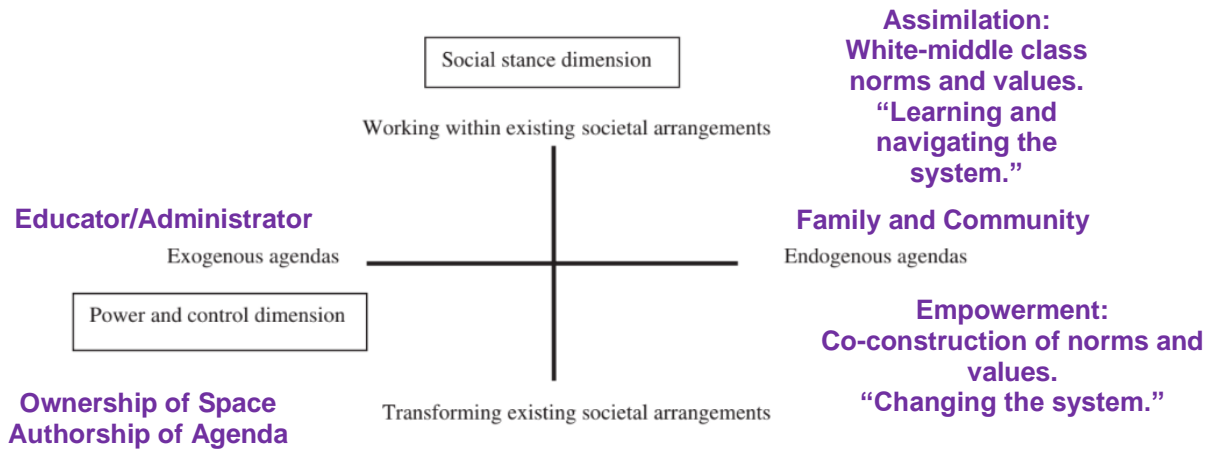 Assimilation:
White-middle class
norms and values.
“Learning and
navigating the
system.”
Social stance dimension
Working within existing societal arrangements
Educator/Administrator
Family and Community
Exogenous agendas
Endogenous agendas
Power and control dimension
Empowerment:
Co-construction of norms and
values.
“Changing the system.”
Ownership of Space
Authorship of Agenda
Transforming existing societal arrangements